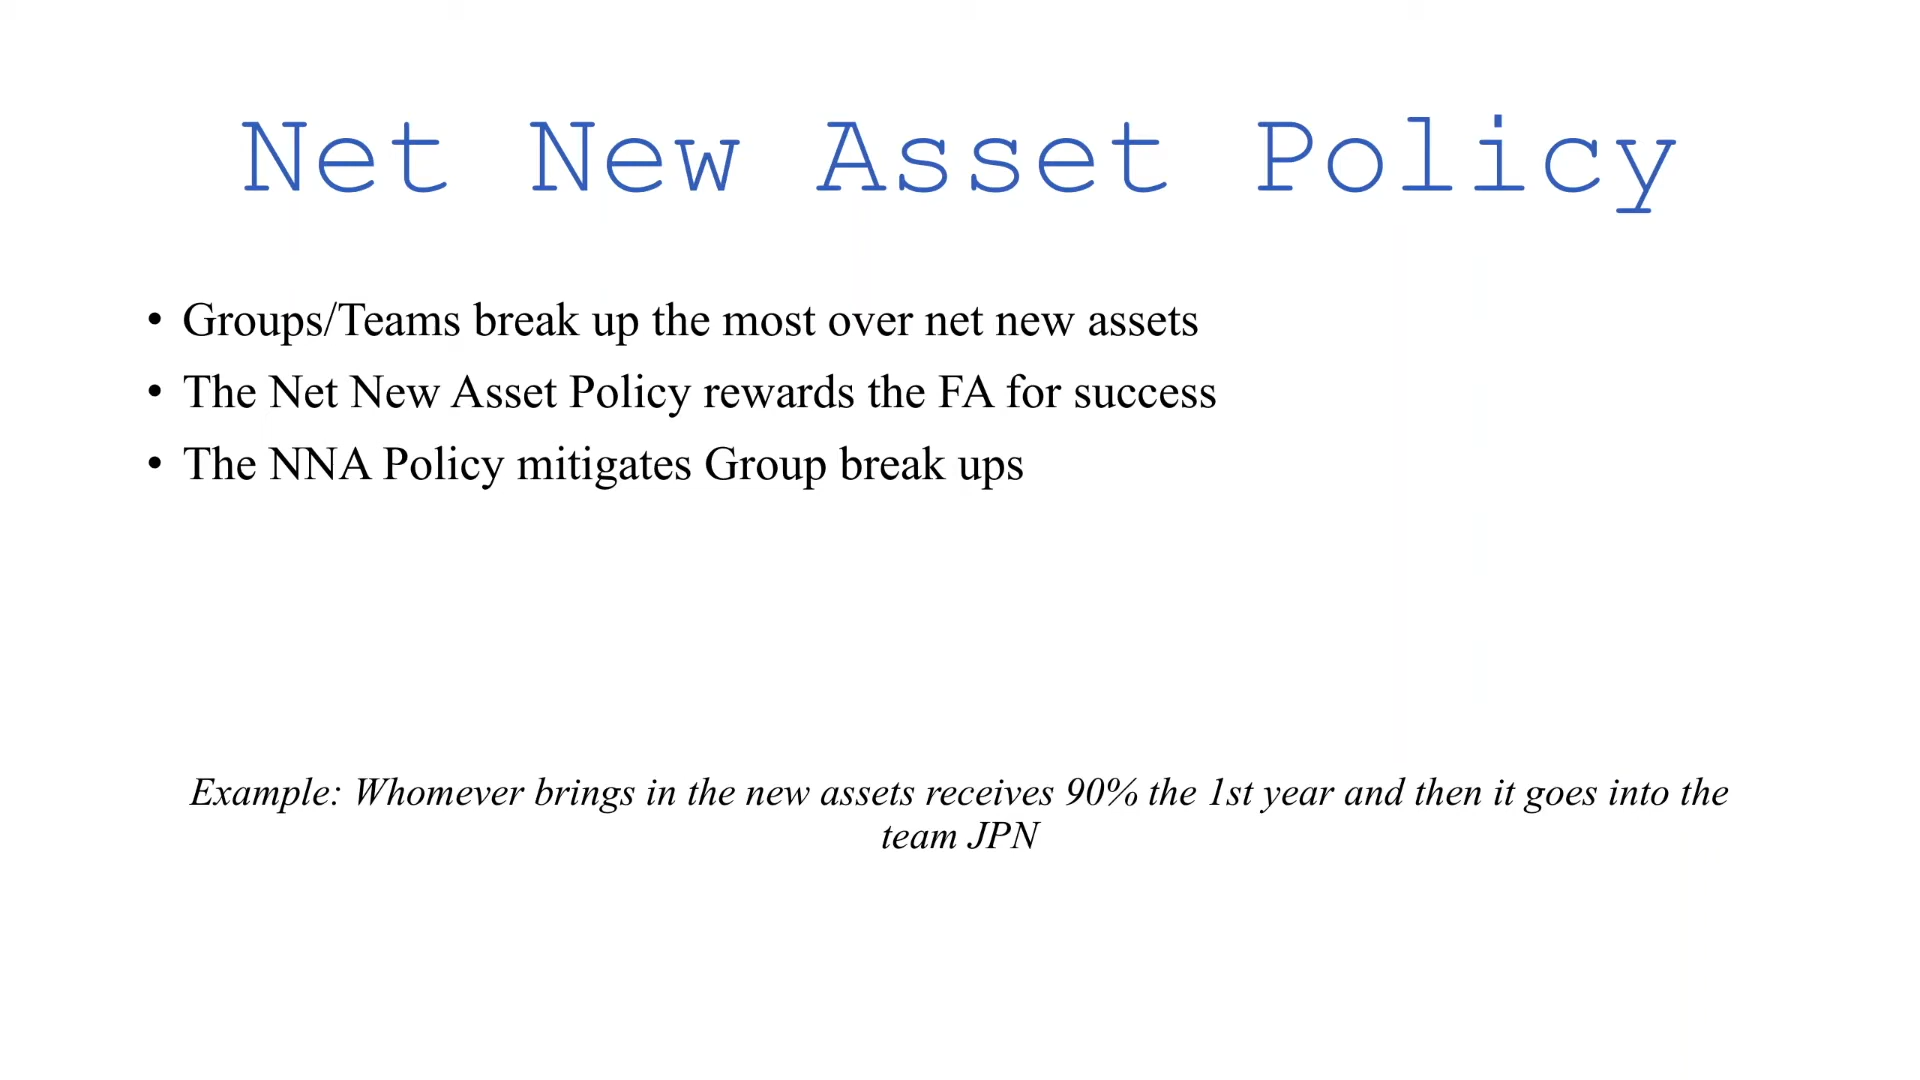 Net New Asset Policy
• Groups/Teams break up the most over net new assets
• The Net New Asset Policy rewards the FA for success
• The NNA Policy mitigates Group break ups
Example: Whomever brings in the new assets receives 90% the 1st year and then it goes into the
team JPN